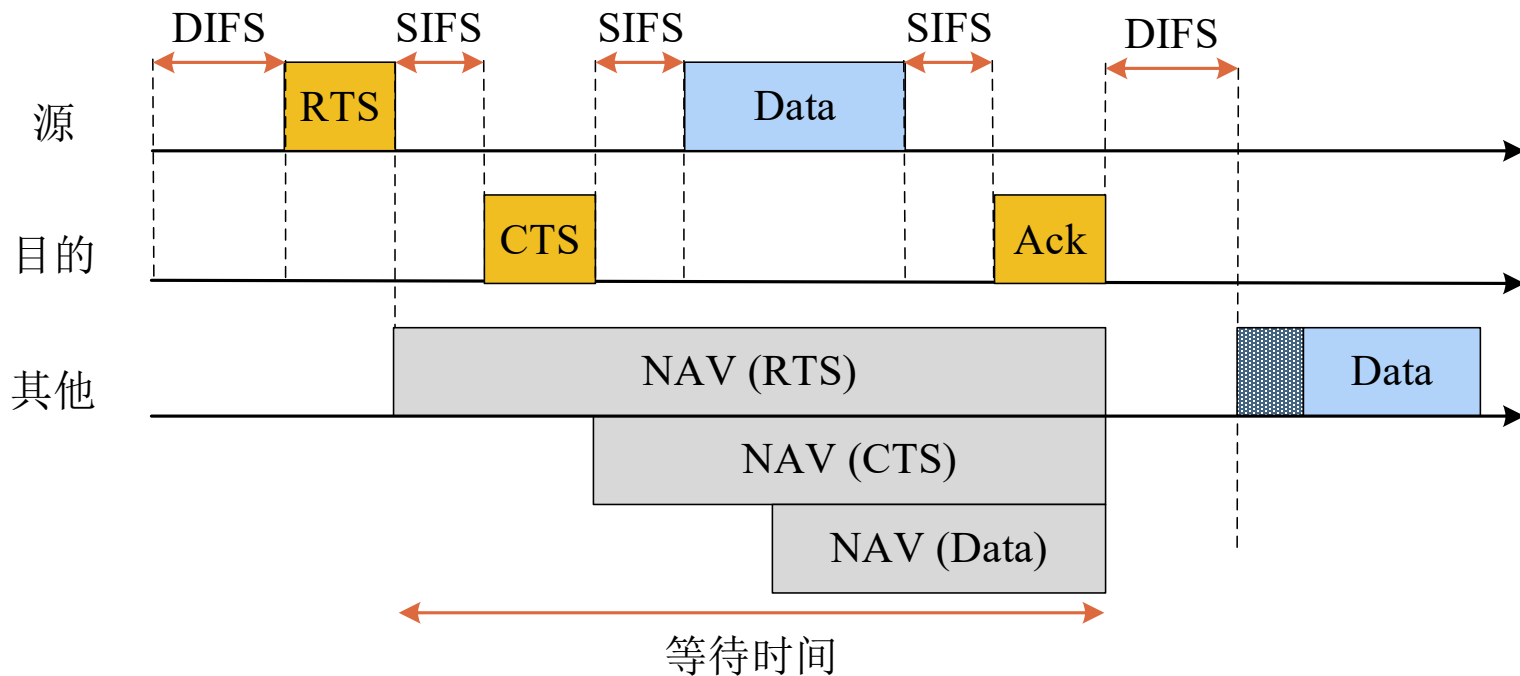 DIFS SIFS SIFS SIFS DIFS
源 RTS Data
目的 CTS Ack
其他 NAV (RTS) Data
NAV (CTS)
NAV (Data)
等待时间